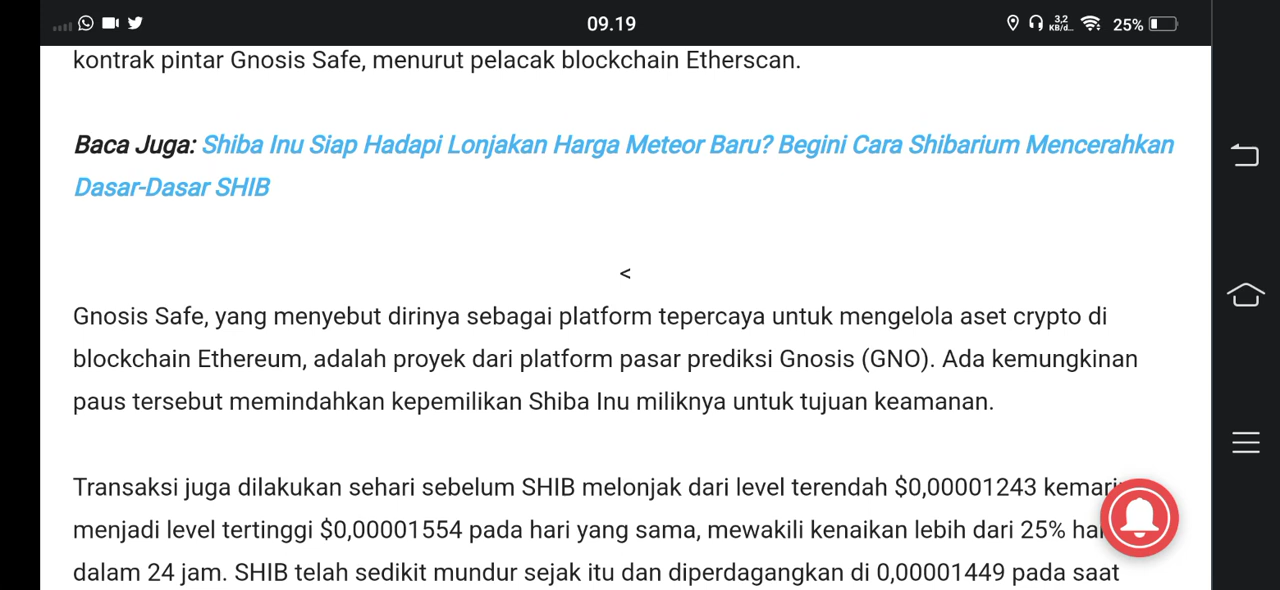 09.19
3,2
KB/d...
25%
kontrak pintar Gnosis Safe, menurut pelacak blockchain Etherscan.
Baca Juga: Shiba Inu Siap Hadapi Lonjakan Harga Meteor Baru? Begini Cara Shibarium Mencerahkan
Dasar-Dasar SHIB
<
Gnosis Safe, yang menyebut dirinya sebagai platform tepercaya untuk mengelola aset crypto di
blockchain Ethereum, adalah proyek dari platform pasar prediksi Gnosis (GNO). Ada kemungkinan
paus tersebut memindahkan kepemilikan Shiba Inu miliknya untuk tujuan keamanan.
Transaksi juga dilakukan sehari sebelum SHIB melonjak dari level terendah $0,00001243
menjadi level tertinggi $0,00001554 pada hari yang sama, mewakili kenaikan lebih dari 25%
dalam 24 jam. SHIB telah sedikit mundur sejak itu dan diperdagangkan di 0,00001449 pada saat